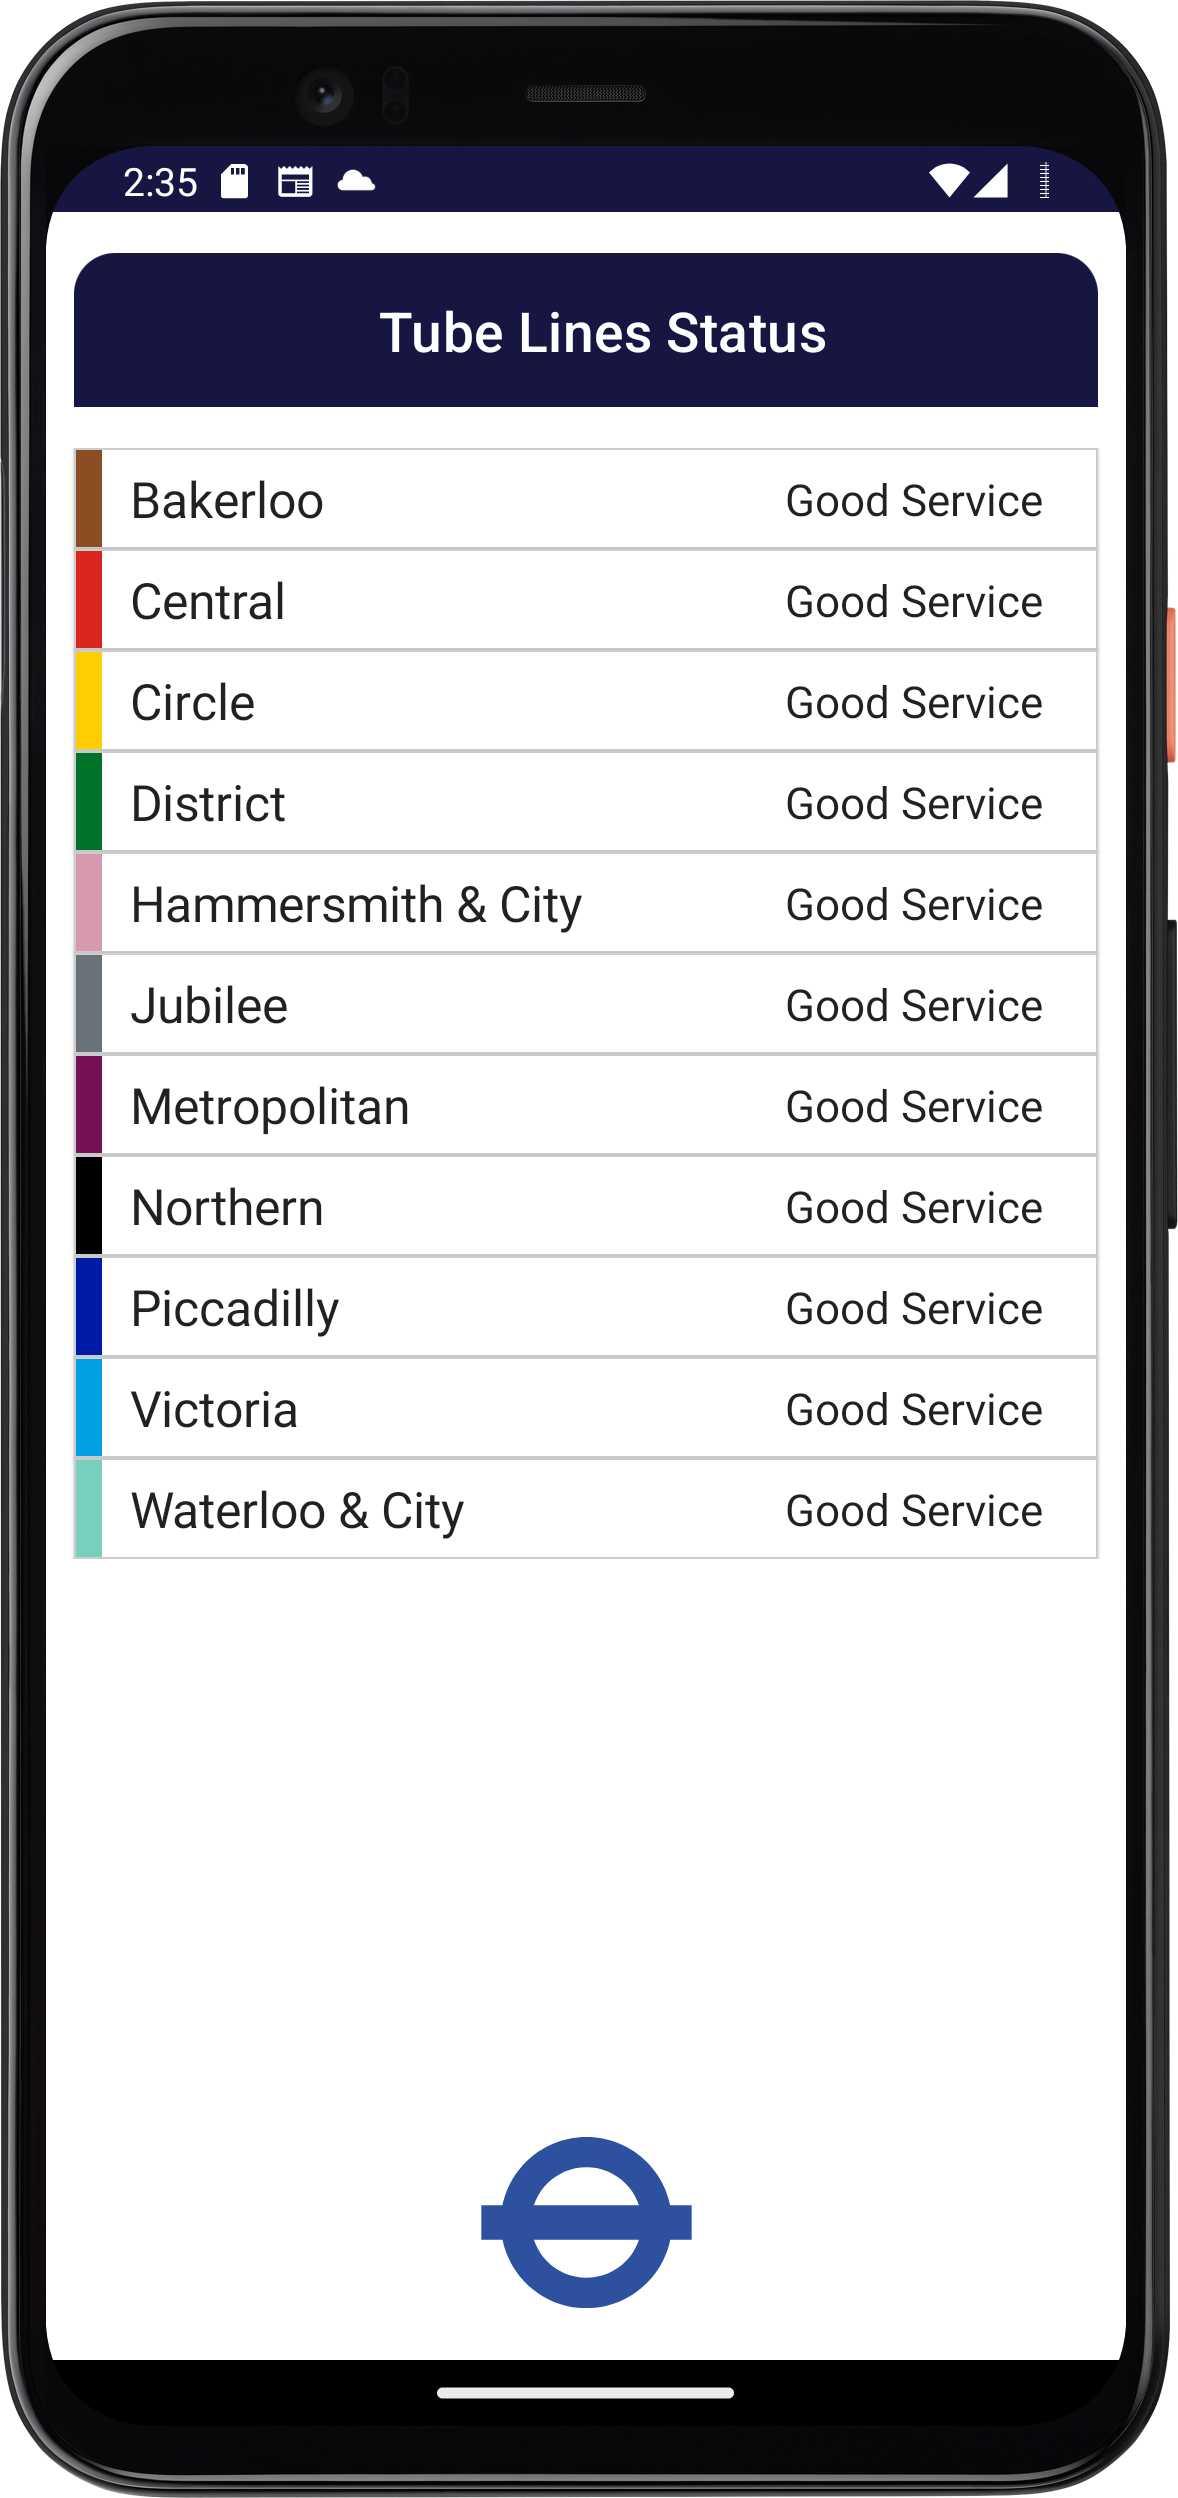 2:35
Tube Lines Status
Bakerloo Good Service
Central Good Service
Circle Good Service
District Good Service
Hammersmith & City Good Service
Jubilee Good Service
Metropolitan Good Service
Northern Good Service
Piccadilly Good Service
Victoria Good Service
Waterloo & City Good Service